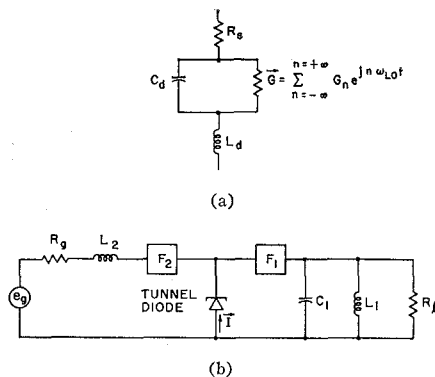 Rs
Cd
G⃗ = Σ Gn e^jnωLOt
n=+∞
n=-∞
Ld
(a)
Rg
L2
F2
F1
eg
TUNNEL
DIODE
I⃗
C1
L1
Rℓ
(b)